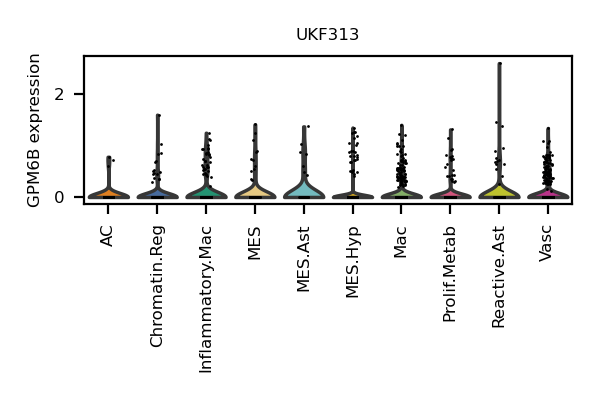 UKF313
GPM6B expression
2
0
AC
Chromatin.Reg
Inflammatory.Mac
MES
MES.Ast
MES.Hyp
Mac
Prolif.Metab
Reactive.Ast
Vasc